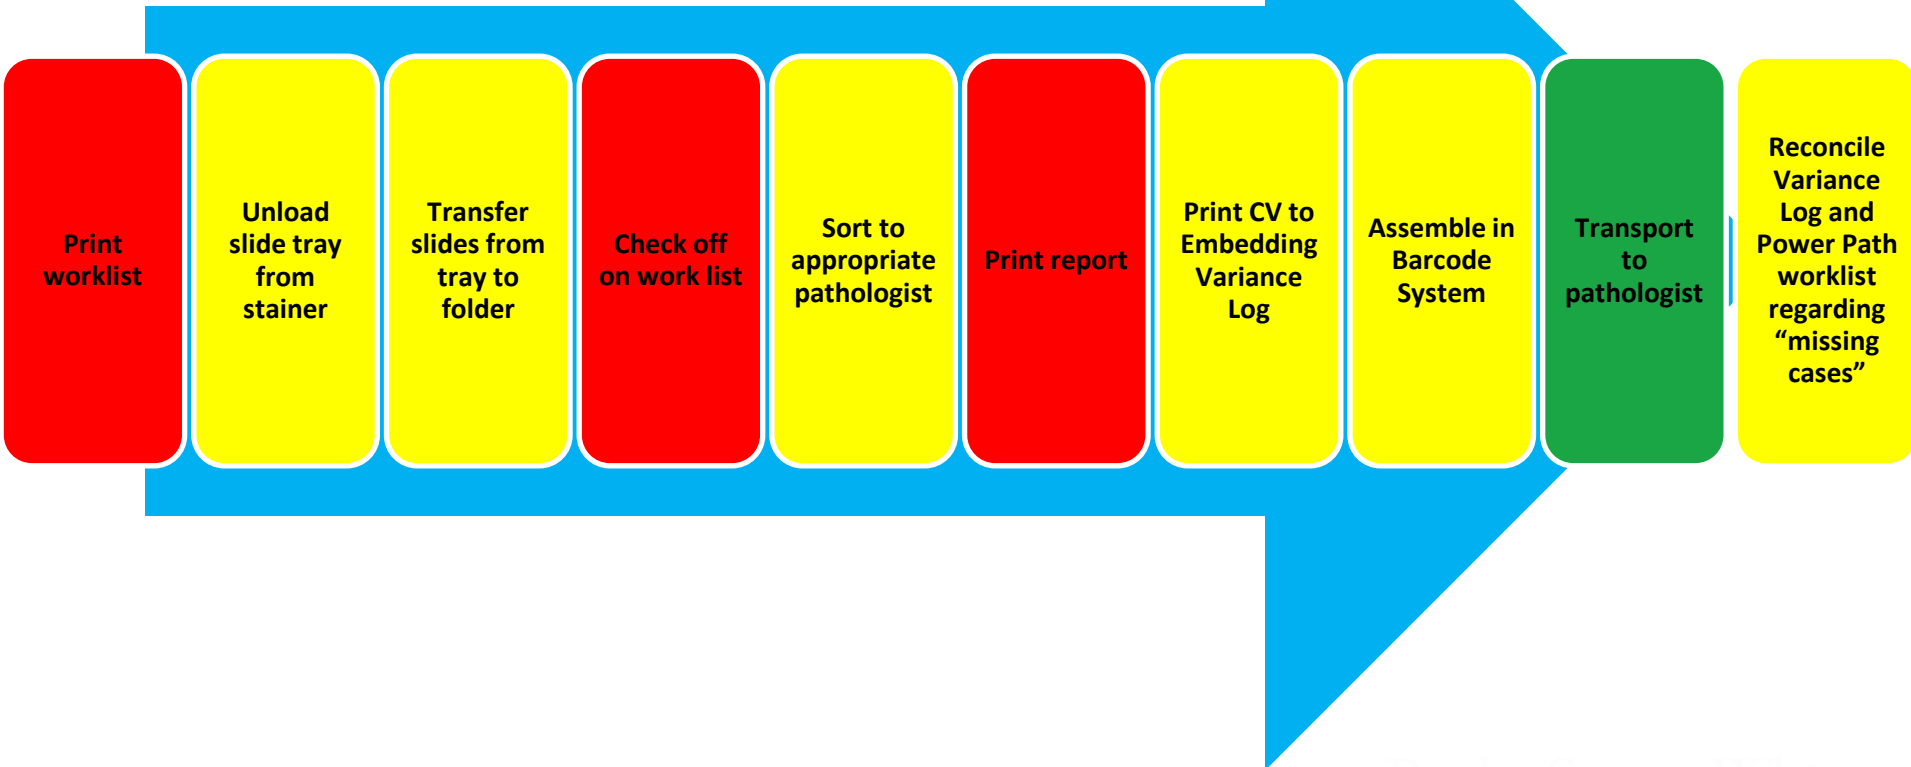 Print
worklist
Unload
slide tray
from
stainer
Transfer
slides from
tray to
folder
Check off
on work list
Sort to
appropriate
pathologist
Print report
Print CV to
Embedding
Variance
Log
Assemble in
Barcode
System
Transport
to
pathologist
Reconcile
Variance
Log and
Power Path
worklist
regarding
“missing
cases”